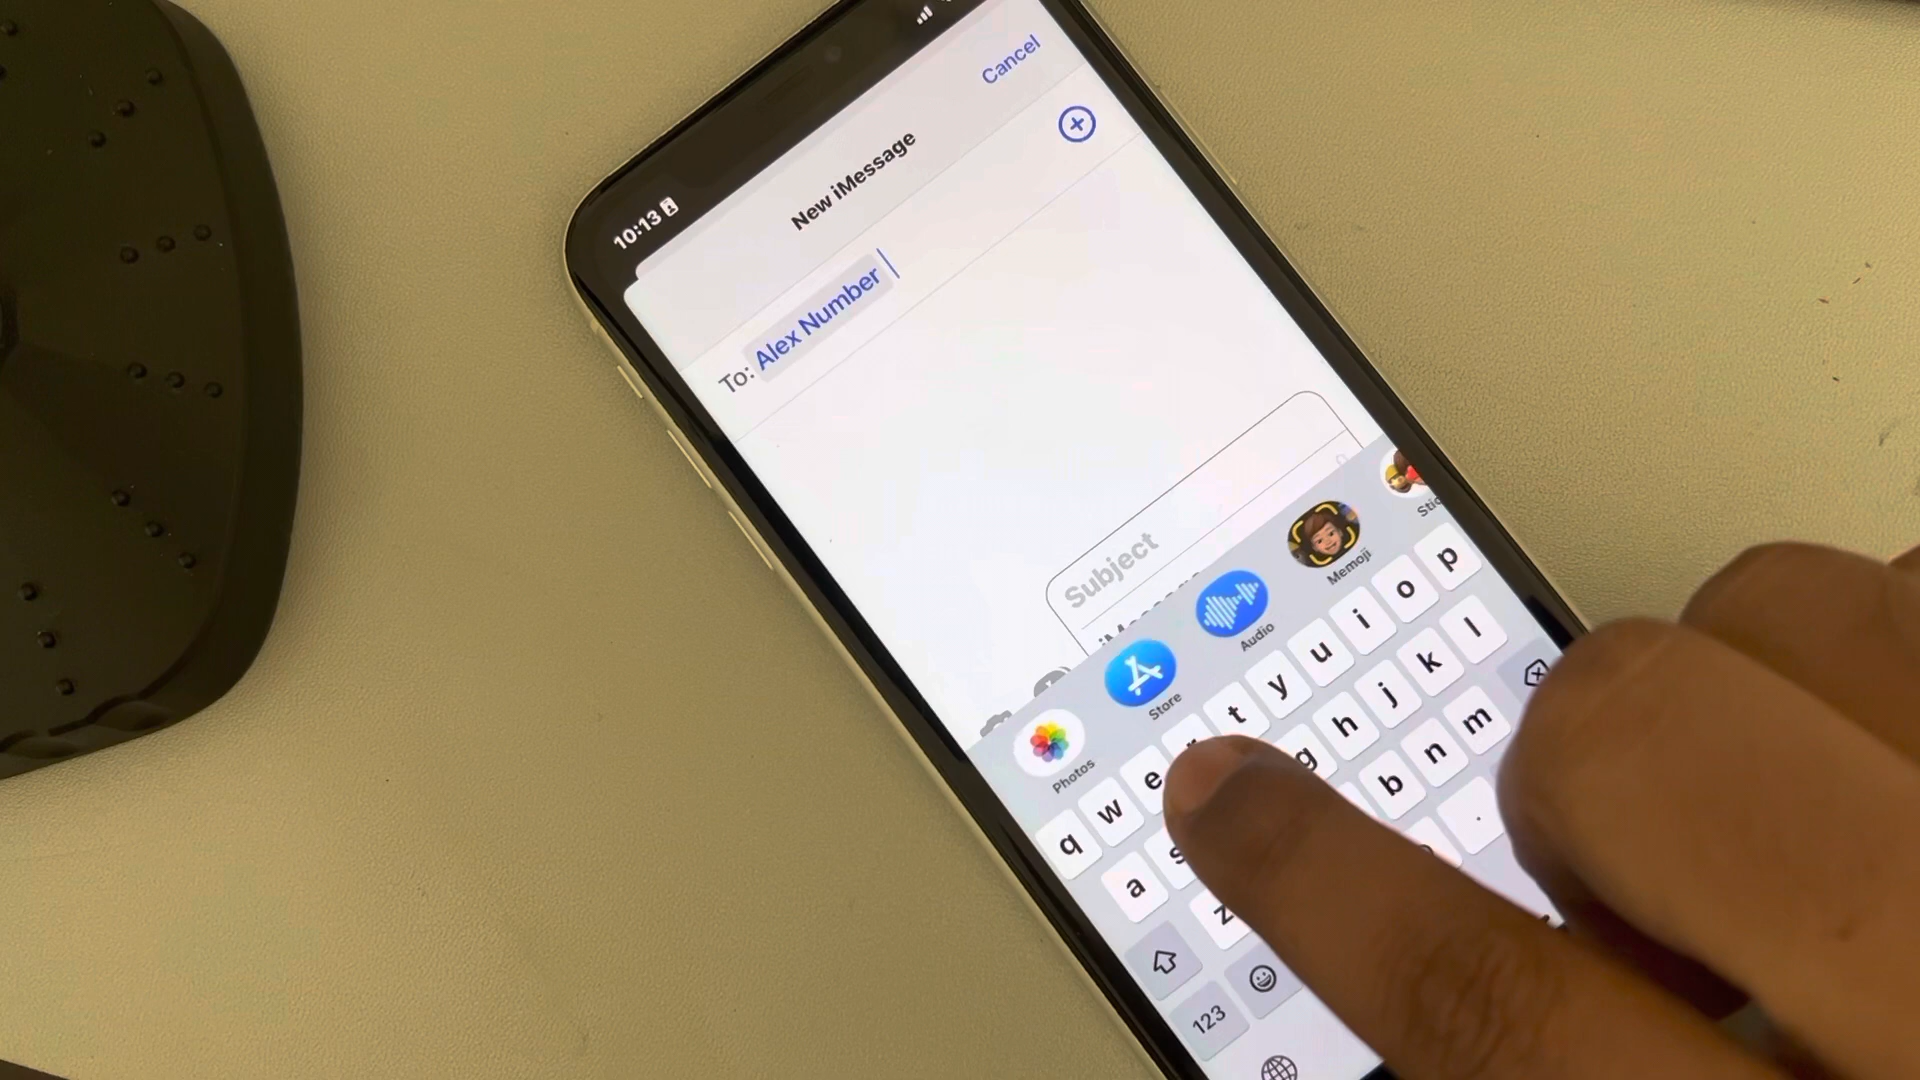 10:13
Cancel
New iMessage
To: Alex Number
Subject
Photos
Store
Audio
Memoji
q w e t y u i o p
a s g h j k l
z b n m
123
.